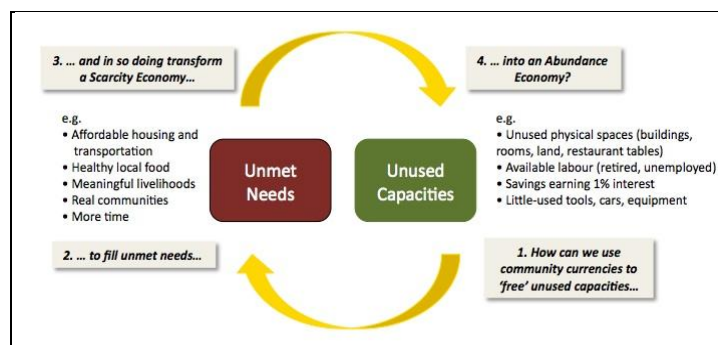 3. … and in so doing transform
a Scarcity Economy…
4. … into an Abundance
Economy?
e.g.
• Affordable housing and
transportation
• Healthy local food
• Meaningful livelihoods
• Real communities
• More time
Unmet
Needs
Unused
Capacities
e.g.
• Unused physical spaces (buildings,
rooms, land, restaurant tables)
• Available labour (retired, unemployed)
• Savings earning 1% interest
• Little-used tools, cars, equipment
2. … to fill unmet needs…
1. How can we use
community currencies to
‘free’ unused capacities…